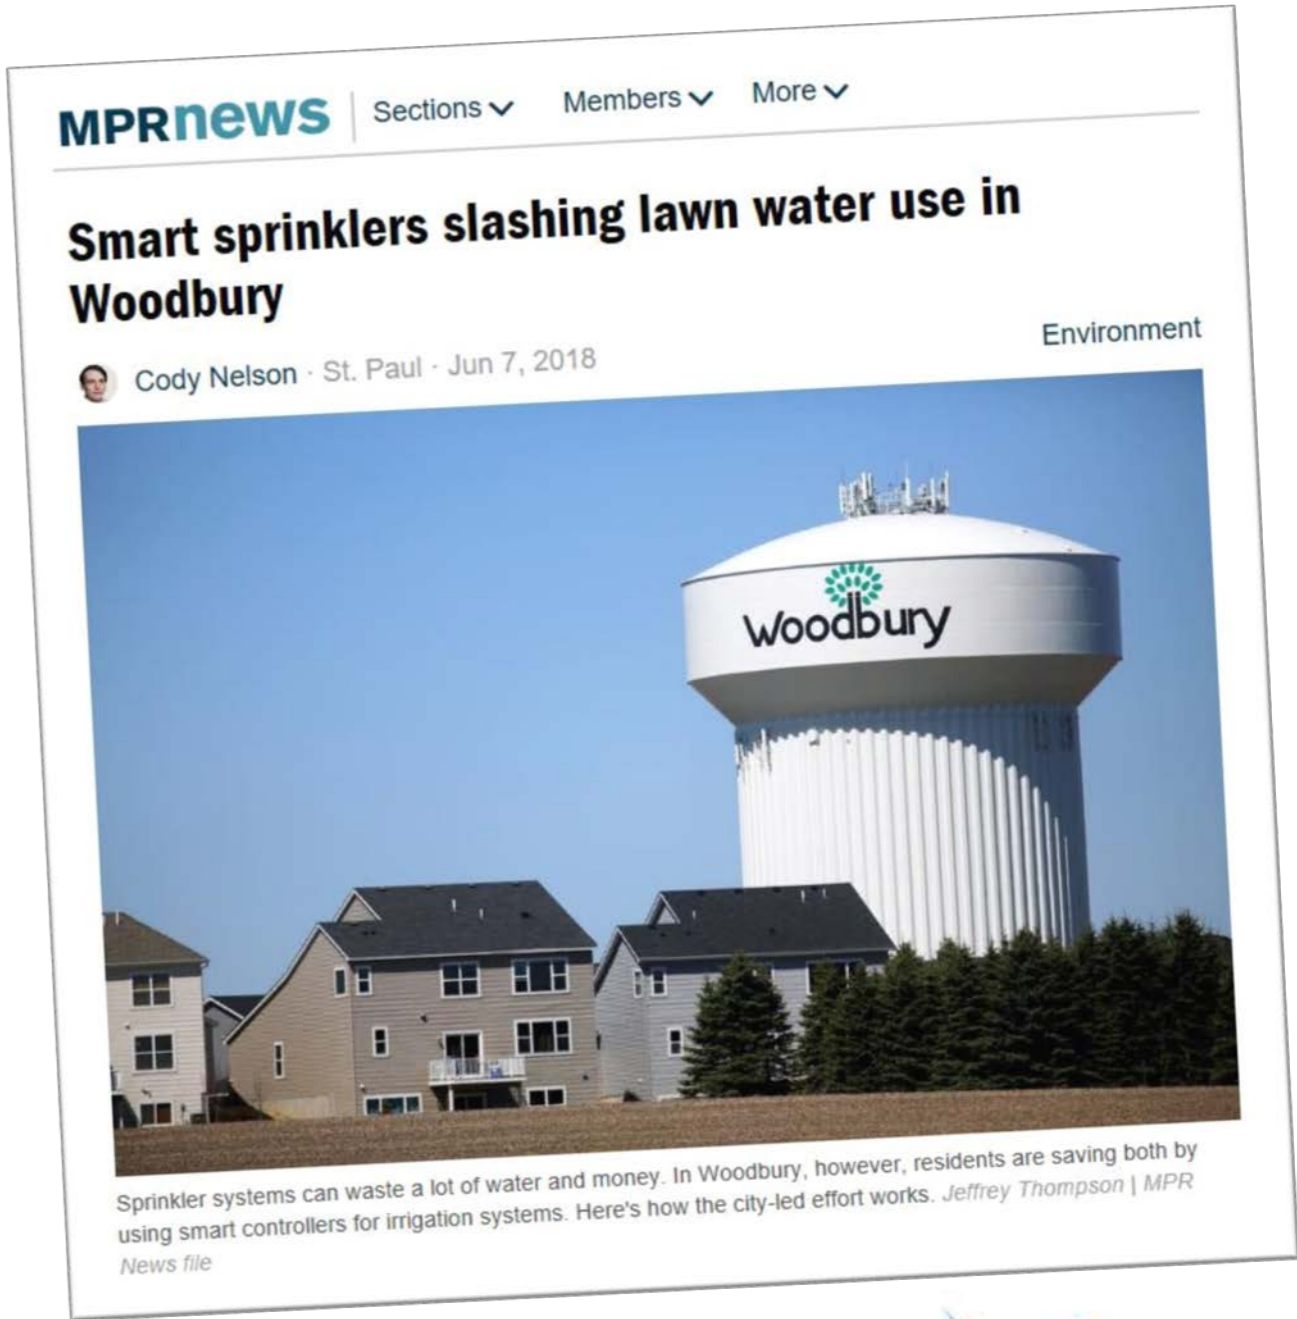 MPRnews Sections Members More
Smart sprinklers slashing lawn water use in
Woodbury
Cody Nelson · St. Paul · Jun 7, 2018
Environment
Woodbury
Sprinkler systems can waste a lot of water and money. In Woodbury, however, residents are saving both by
using smart controllers for irrigation systems. Here's how the city-led effort works. Jeffrey Thompson | MPR
News file